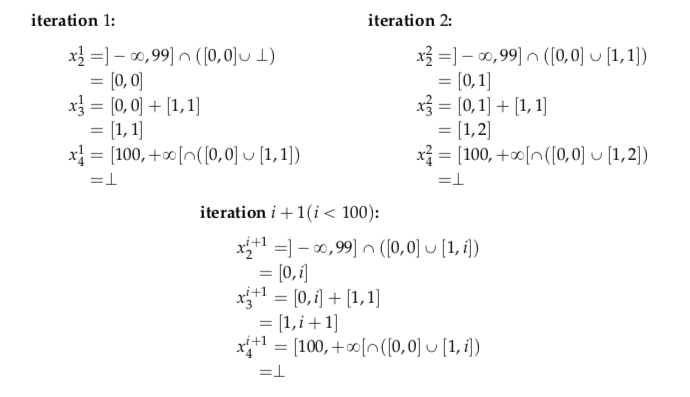 iteration 1:
x_2^1 =]−∞,99]∩([0,0]∪ ⊥)
= [0,0]
x_3^1 = [0,0] + [1,1]
= [1,1]
x_4^1 = [100,+∞[∩([0,0] ∪ [1,1])
=⊥
iteration 2:
x_2^2 =]−∞,99]∩([0,0] ∪ [1,1])
= [0,1]
x_3^2 = [0,1] + [1,1]
= [1,2]
x_4^2 = [100,+∞[∩([0,0] ∪ [1,2])
=⊥
iteration i + 1(i < 100):
x_2^{i+1} =]−∞,99]∩([0,0] ∪ [1,i])
= [0,i]
x_3^{i+1} = [0,i] + [1,1]
= [1,i + 1]
x_4^{i+1} = [100,+∞[∩([0,0] ∪ [1,i])
=⊥